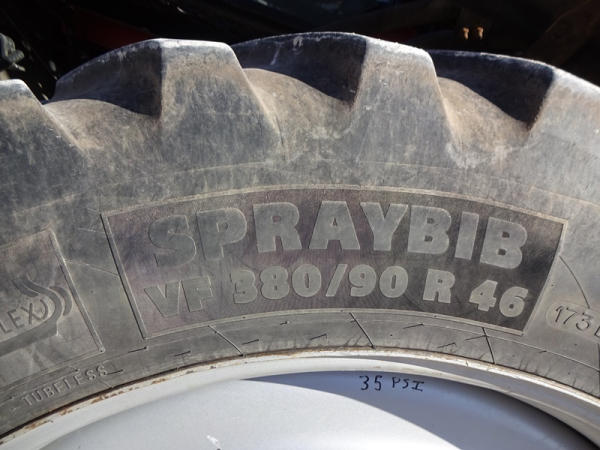 SPRAYBIB
VF 380/90 R 46
TUBELESS
35 PSI